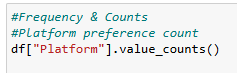 #Frequency & Counts
#Platform preference count
df["Platform"].value_counts()